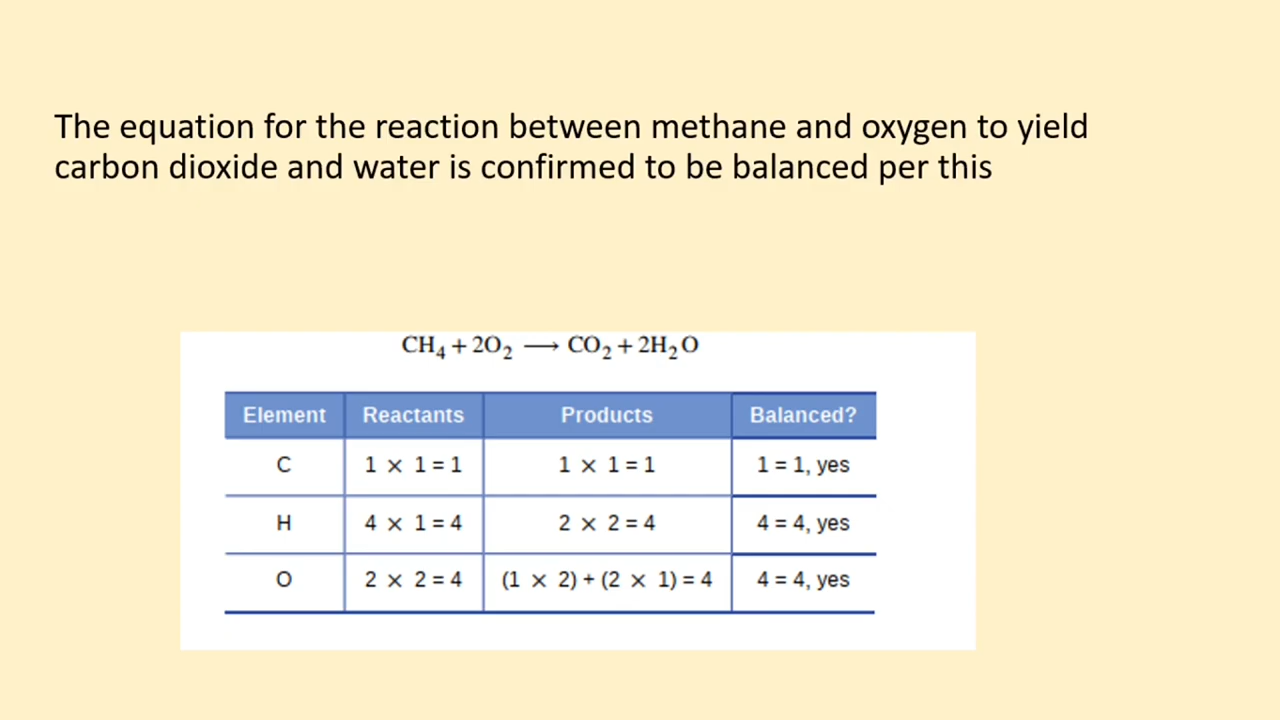 The equation for the reaction between methane and oxygen to yield
carbon dioxide and water is confirmed to be balanced per this
CH₄ + 2O₂ ⟶ CO₂ + 2H₂O
Element Reactants Products Balanced?
C 1 × 1 = 1 1 × 1 = 1 1 = 1, yes
H 4 × 1 = 4 2 × 2 = 4 4 = 4, yes
O 2 × 2 = 4 (1 × 2) + (2 × 1) = 4 4 = 4, yes